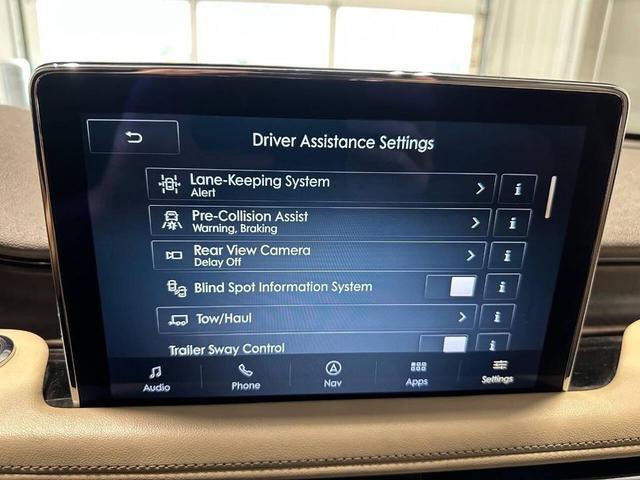 Driver Assistance Settings
Lane-Keeping System
Alert
i
Pre-Collision Assist
Warning, Braking
i
Rear View Camera
Delay Off
i
Blind Spot Information System
i
Tow/Haul
i
Trailer Sway Control
i
Audio
Phone
Nav
Apps
Settings